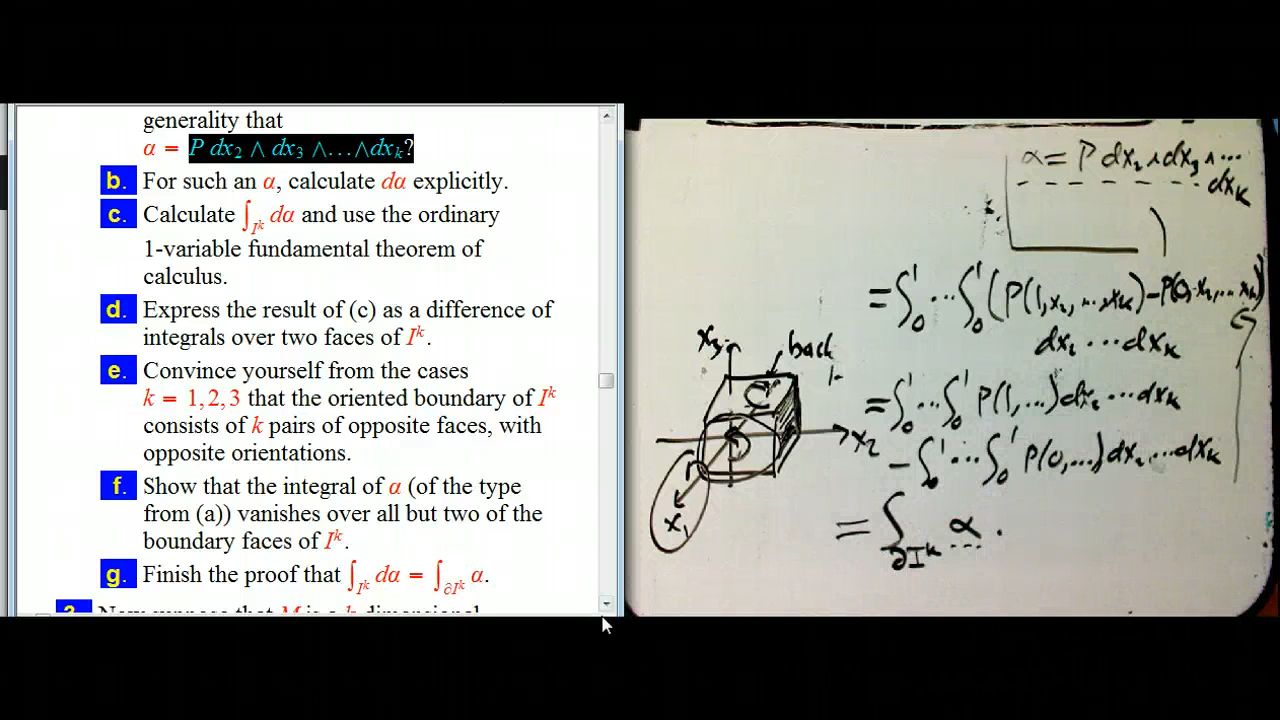 generality that
α = P dx₂ ∧ dx₃ ∧...∧dxₖ?
b. For such an α, calculate dα explicitly.
c. Calculate ∫_{Iᵏ} dα and use the ordinary
1-variable fundamental theorem of
calculus.
d. Express the result of (c) as a difference of
integrals over two faces of Iᵏ.
e. Convince yourself from the cases
k = 1, 2, 3 that the oriented boundary of Iᵏ
consists of k pairs of opposite faces, with
opposite orientations.
f. Show that the integral of α (of the type
from (a)) vanishes over all but two of the
boundary faces of Iᵏ.
g. Finish the proof that ∫_{Iᵏ} dα = ∫_{∂Iᵏ} α.
α = P dx₂ ∧ dx₃ ∧ ...
dxₖ
= ∫₀¹ ... ∫₀¹ (P(1, x₂, ..., xₖ) − P(0, x₂, ... xₖ))
dx₂ ... dxₖ
= ∫₀¹ ... ∫₀¹ P(1, ...) dx₂ ... dxₖ
− ∫₀¹ ... ∫₀¹ P(0, ...) dx₂ ... dxₖ
= ∫_{∂Iᵏ} α .
x₃
back
x₂
x₁